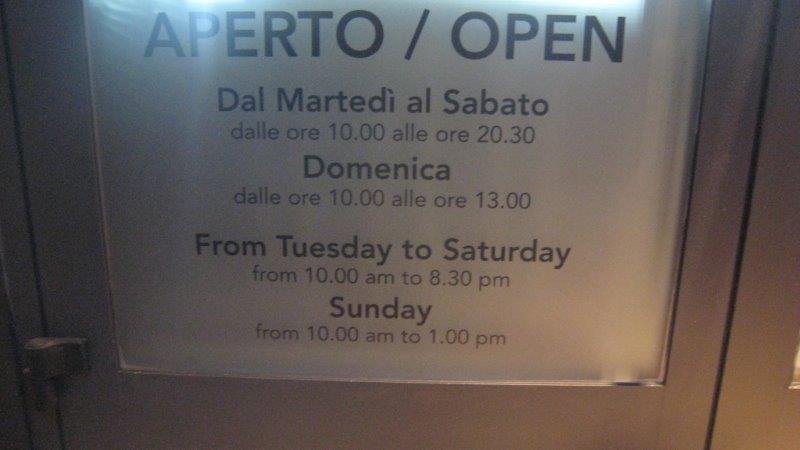 APERTO / OPEN
Dal Martedì al Sabato
dalle ore 10.00 alle ore 20.30
Domenica
dalle ore 10.00 alle ore 13.00
From Tuesday to Saturday
from 10.00 am to 8.30 pm
Sunday
from 10.00 am to 1.00 pm